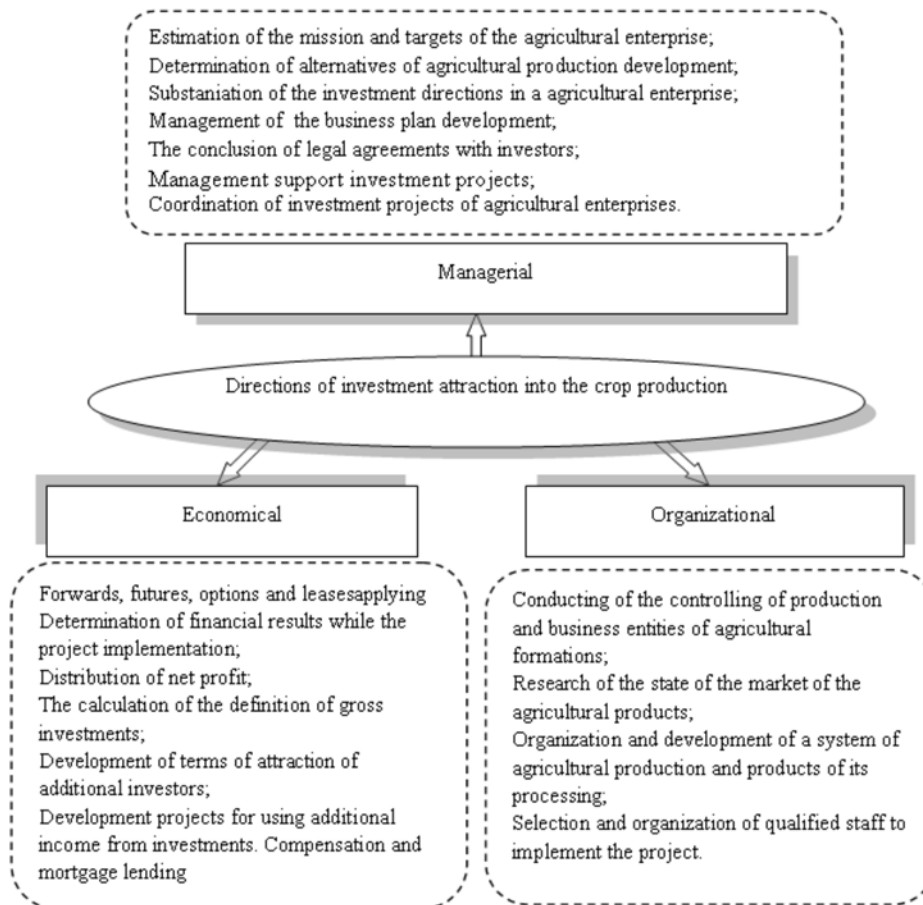 Estimation of the mission and targets of the agricultural enterprise;
Determination of alternatives of agricultural production development;
Substaniation of the investment directions in a agricultural enterprise;
Management of the business plan development;
The conclusion of legal agreements with investors;
Management support investment projects;
Coordination of investment projects of agricultural enterprises.
Managerial
Directions of investment attraction into the crop production
Economical
Forwards, futures, options and leasesapplying
Determination of financial results while the
project implementation;
Distribution of net profit;
The calculation of the definition of gross
investments;
Development of terms of attraction of
additional investors;
Development projects for using additional
income from investments. Compensation and
mortgage lending
Organizational
Conducting of the controlling of production
and business entities of agricultural
formations;
Research of the state of the market of the
agricultural products;
Organization and development of a system of
agricultural production and products of its
processing;
Selection and organization of qualified staff to
implement the project.